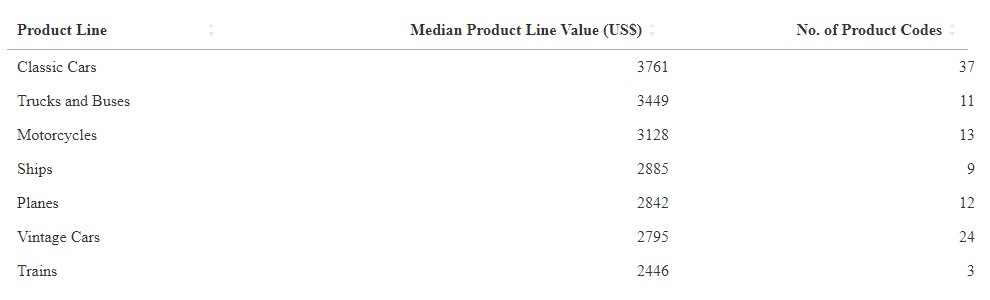 Product Line Median Product Line Value (US$) No. of Product Codes
Classic Cars 3761 37
Trucks and Buses 3449 11
Motorcycles 3128 13
Ships 2885 9
Planes 2842 12
Vintage Cars 2795 24
Trains 2446 3